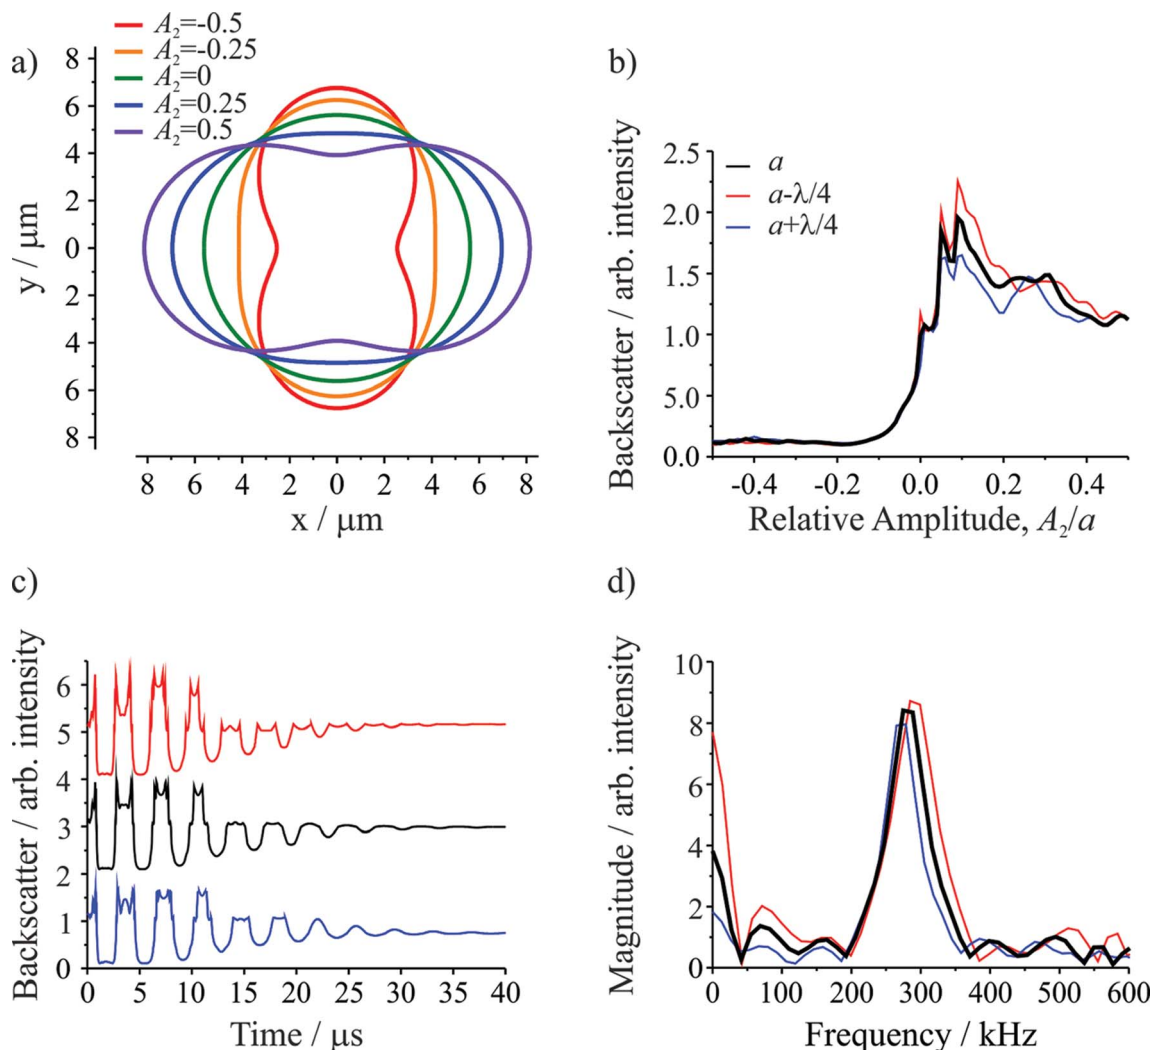 a)
A₂=-0.5
A₂=-0.25
A₂=0
A₂=0.25
A₂=0.5
8
6
4
2
0
2
4
6
8
y / μm
8 6 4 2 0 2 4 6 8
x / μm
b)
2.5
2.0
1.5
1.0
5.0
0.0
Backscatter / arb. intensity
a
a-λ/4
a+λ/4
-0.4 -0.2 0.0 0.2 0.4
Relative Amplitude, A₂/a
c)
6
5
4
3
2
1
0
Backscatter / arb. intensity
0 5 10 15 20 25 30 35 40
Time / μs
d)
10
8
6
4
2
0
Magnitude / arb. intensity
0 100 200 300 400 500 600
Frequency / kHz